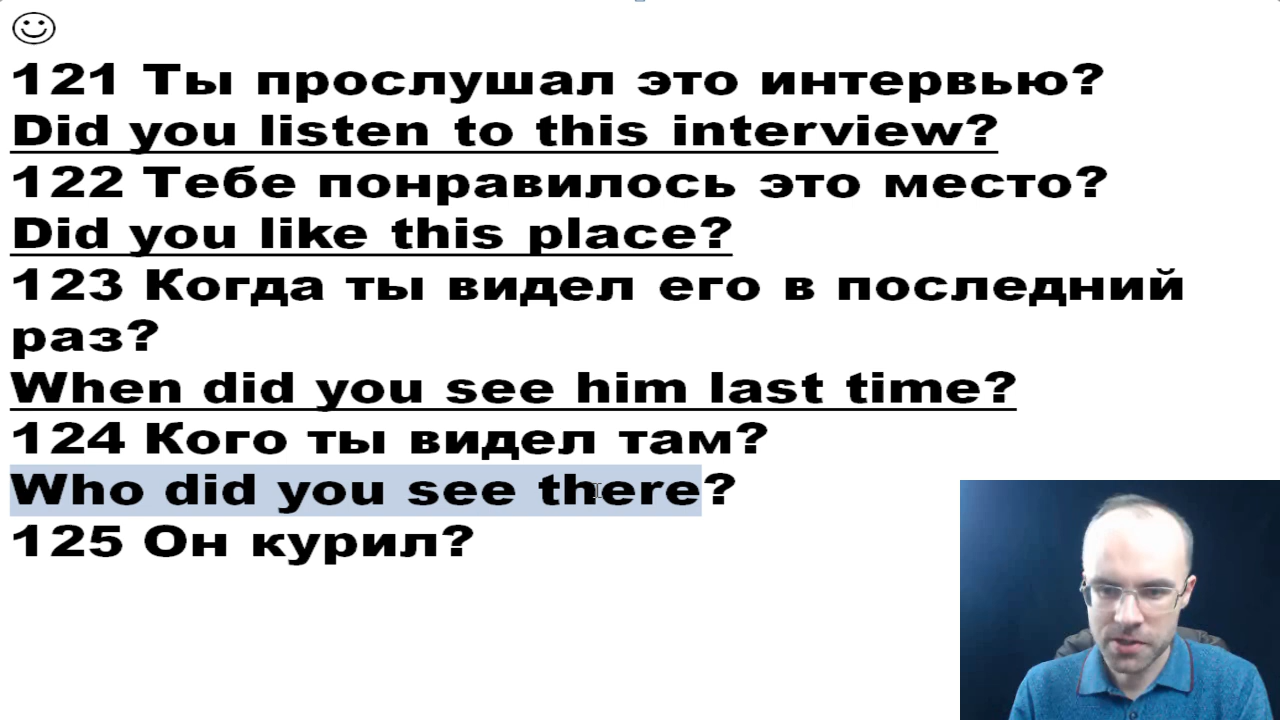 121 Ты прослушал это интервью?
Did you listen to this interview?
122 Тебе понравилось это место?
Did you like this place?
123 Когда ты видел его в последний
раз?
When did you see him last time?
124 Кого ты видел там?
Who did you see there?
125 Он курил?